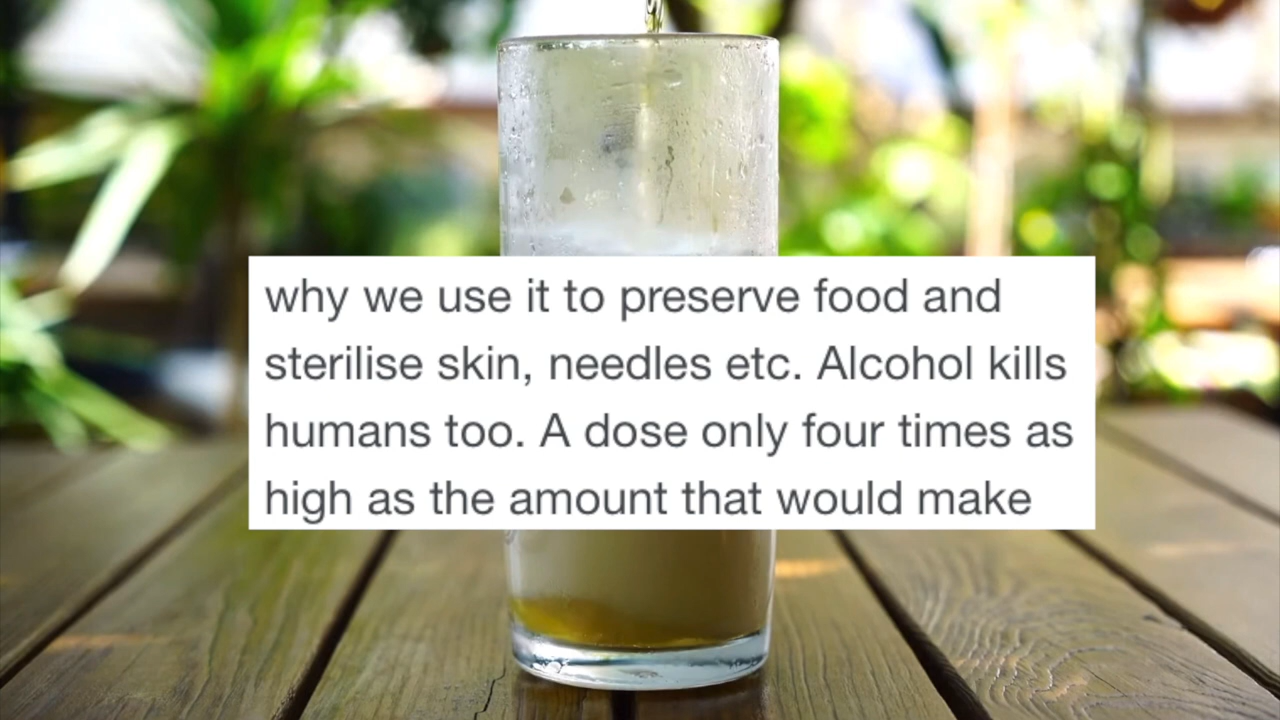 why we use it to preserve food and
sterilise skin, needles etc. Alcohol kills
humans too. A dose only four times as
high as the amount that would make